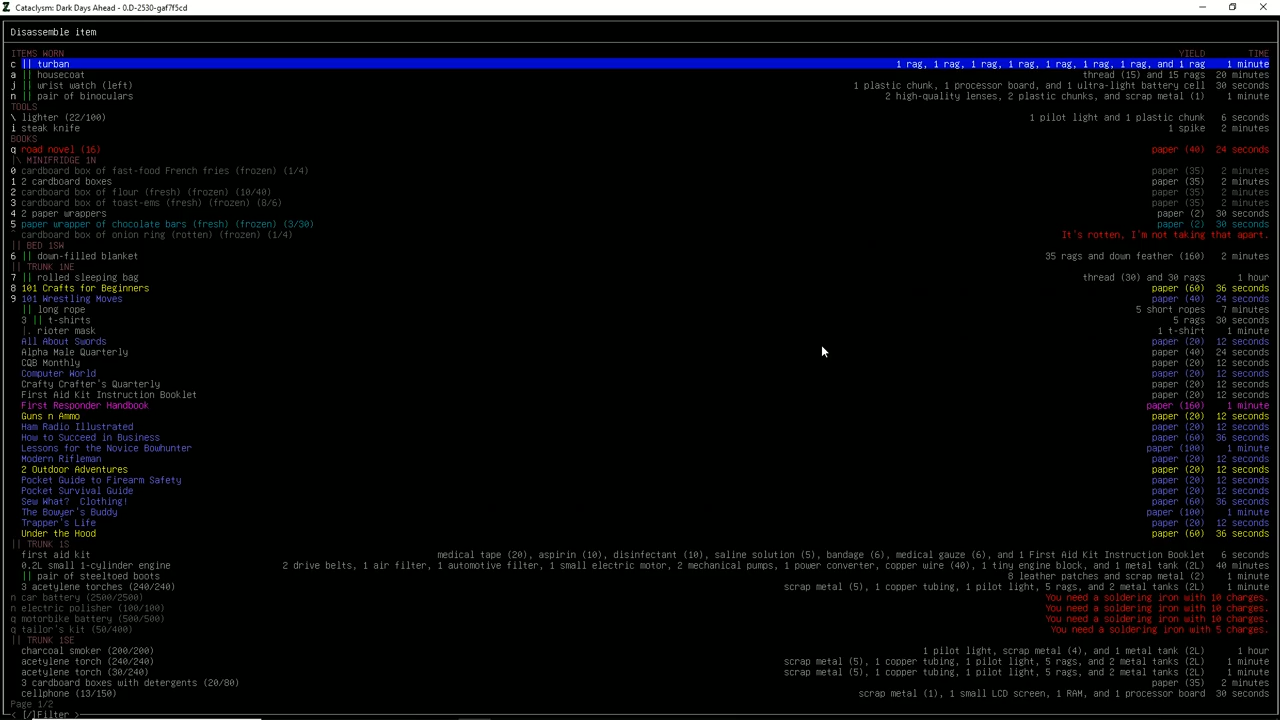 Cataclysm: Dark Days Ahead - 0.D-2530-gaf7f5cd
Disassemble item
ITEMS WORN YIELD TIME
c || turban 1 rag, 1 rag, 1 rag, 1 rag, 1 rag, 1 rag, and 1 rag 1 minute
a || housecoat thread (15) and 15 rags 20 minutes
j || wrist watch (left) 1 plastic chunk, 1 processor board, and 1 ultra-light battery cell 30 seconds
n || pair of binoculars 2 high-quality lenses, 2 plastic chunks, and scrap metal (1) 1 minute
TOOLS
\ lighter (22/100) 1 pilot light and 1 plastic chunk 6 seconds
i steak knife 1 spike 2 minutes
BOOKS
q road novel (16) paper (40) 24 seconds
|\ MINIFRIDGE 1N
0 cardboard box of fast-food French fries (frozen) (1/4) paper (35) 2 minutes
1 2 cardboard boxes paper (35) 2 minutes
2 cardboard box of flour (fresh) (frozen) (10/40) paper (35) 2 minutes
3 cardboard box of toast-ems (fresh) (frozen) (8/6) paper (35) 2 minutes
4 2 paper wrappers paper (2) 30 seconds
5 paper wrapper of chocolate bars (fresh) (frozen) (3/30) paper (2) 30 seconds
cardboard box of onion ring (rotten) (frozen) (1/4) It's rotten, I'm not taking that apart.
|| BED 1SW
6 || down-filled blanket 35 rags and down feather (160) 2 minutes
|| TRUNK 1NE
7 || rolled sleeping bag thread (30) and 30 rags 1 hour
8 101 Crafts for Beginners paper (60) 36 seconds
9 101 Wrestling Moves paper (40) 24 seconds
|| long rope 5 short ropes 7 minutes
3 || t-shirts 5 rags 30 seconds
|. rioter mask 1 t-shirt 1 minute
All About Swords paper (20) 12 seconds
Alpha Male Quarterly paper (40) 24 seconds
CQB Monthly paper (20) 12 seconds
Computer World paper (20) 12 seconds
Crafty Crafter's Quarterly paper (20) 12 seconds
First Aid Kit Instruction Booklet paper (20) 12 seconds
First Responder Handbook paper (160) 1 minute
Guns n Ammo paper (20) 12 seconds
Ham Radio Illustrated paper (20) 12 seconds
How to Succeed in Business paper (60) 36 seconds
Lessons for the Novice Bowhunter paper (100) 1 minute
Modern Rifleman paper (20) 12 seconds
2 Outdoor Adventures paper (20) 12 seconds
Pocket Guide to Firearm Safety paper (20) 12 seconds
Pocket Survival Guide paper (20) 12 seconds
Sew What?  Clothing! paper (60) 36 seconds
The Bowyer's Buddy paper (100) 1 minute
Trapper's Life paper (20) 12 seconds
Under the Hood paper (60) 36 seconds
|| TRUNK 1S
first aid kit medical tape (20), aspirin (10), disinfectant (10), saline solution (5), bandage (6), medical gauze (6), and 1 First Aid Kit Instruction Booklet 6 seconds
0.2L small 1-cylinder engine 2 drive belts, 1 air filter, 1 automotive filter, 1 small electric motor, 2 mechanical pumps, 1 power converter, copper wire (40), 1 tiny engine block, and 1 metal tank (2L) 40 minutes
|| pair of steeltoed boots 8 leather patches and scrap metal (2) 1 minute
3 acetylene torches (240/240) scrap metal (5), 1 copper tubing, 1 pilot light, 5 rags, and 2 metal tanks (2L) 1 minute
n car battery (2500/2500) You need a soldering iron with 10 charges.
n electric polisher (100/100) You need a soldering iron with 10 charges.
q motorbike battery (500/500) You need a soldering iron with 10 charges.
q tailor's kit (50/400) You need a soldering iron with 5 charges.
|| TRUNK 1SE
charcoal smoker (200/200) 1 pilot light, scrap metal (4), and 1 metal tank (2L) 1 hour
acetylene torch (240/240) scrap metal (5), 1 copper tubing, 1 pilot light, 5 rags, and 2 metal tanks (2L) 1 minute
acetylene torch (30/240) scrap metal (5), 1 copper tubing, 1 pilot light, 5 rags, and 2 metal tanks (2L) 1 minute
3 cardboard boxes with detergents (20/80) paper (35) 2 minutes
cellphone (13/150) scrap metal (1), 1 small LCD screen, 1 RAM, and 1 processor board 30 seconds
Page 1/2
< [/]Filter >